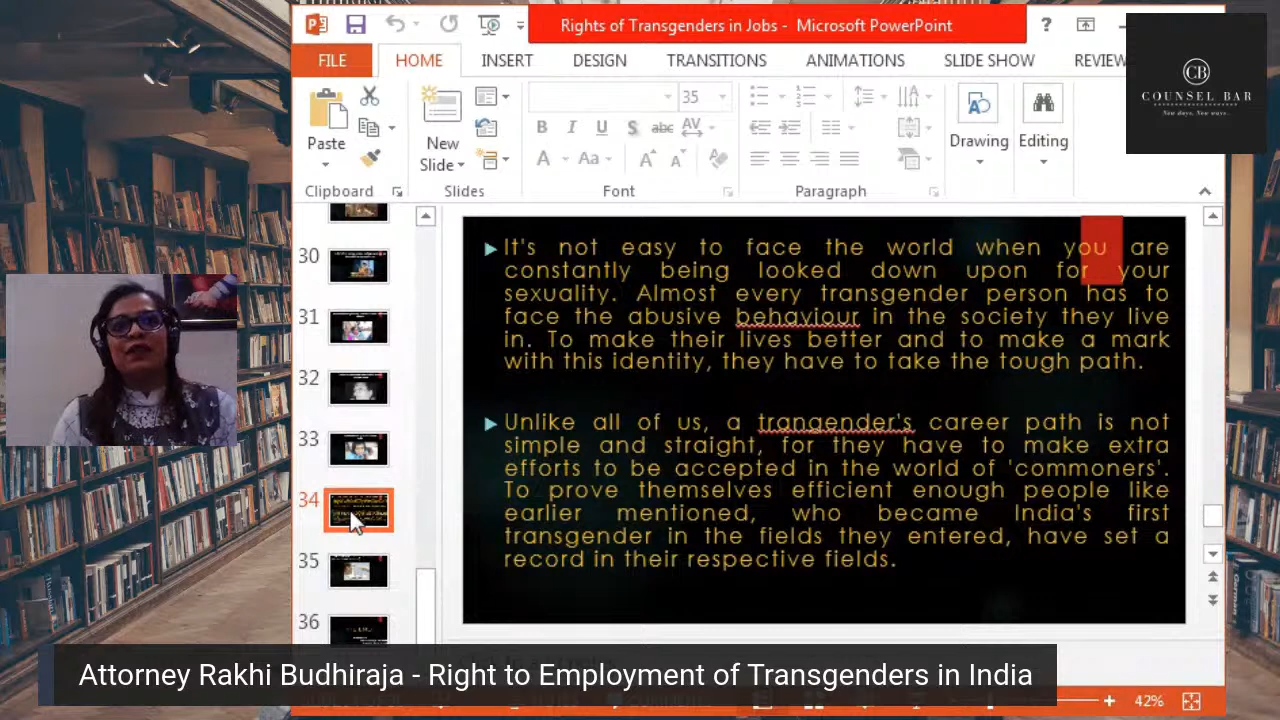 Rights of Transgenders in Jobs - Microsoft PowerPoint
?
FILE
HOME
INSERT
DESIGN
TRANSITIONS
ANIMATIONS
SLIDE SHOW
REVIEW
CB
COUNSEL BAR
New days, New ways...
Paste
New
Slide
35
B I U S abc AV
A Aa A A
Drawing
Editing
Clipboard
Slides
Font
Paragraph
30
31
32
33
34
35
36
It's not easy to face the world when you are
constantly being looked down upon for your
sexuality. Almost every transgender person has to
face the abusive behaviour in the society they live
in. To make their lives better and to make a mark
with this identity, they have to take the tough path.
Unlike all of us, a trangender's career path is not
simple and straight, for they have to make extra
efforts to be accepted in the world of 'commoners'.
To prove themselves efficient enough people like
earlier mentioned, who became India's first
transgender in the fields they entered, have set a
record in their respective fields.
Attorney Rakhi Budhiraja - Right to Employment of Transgenders in India
42%